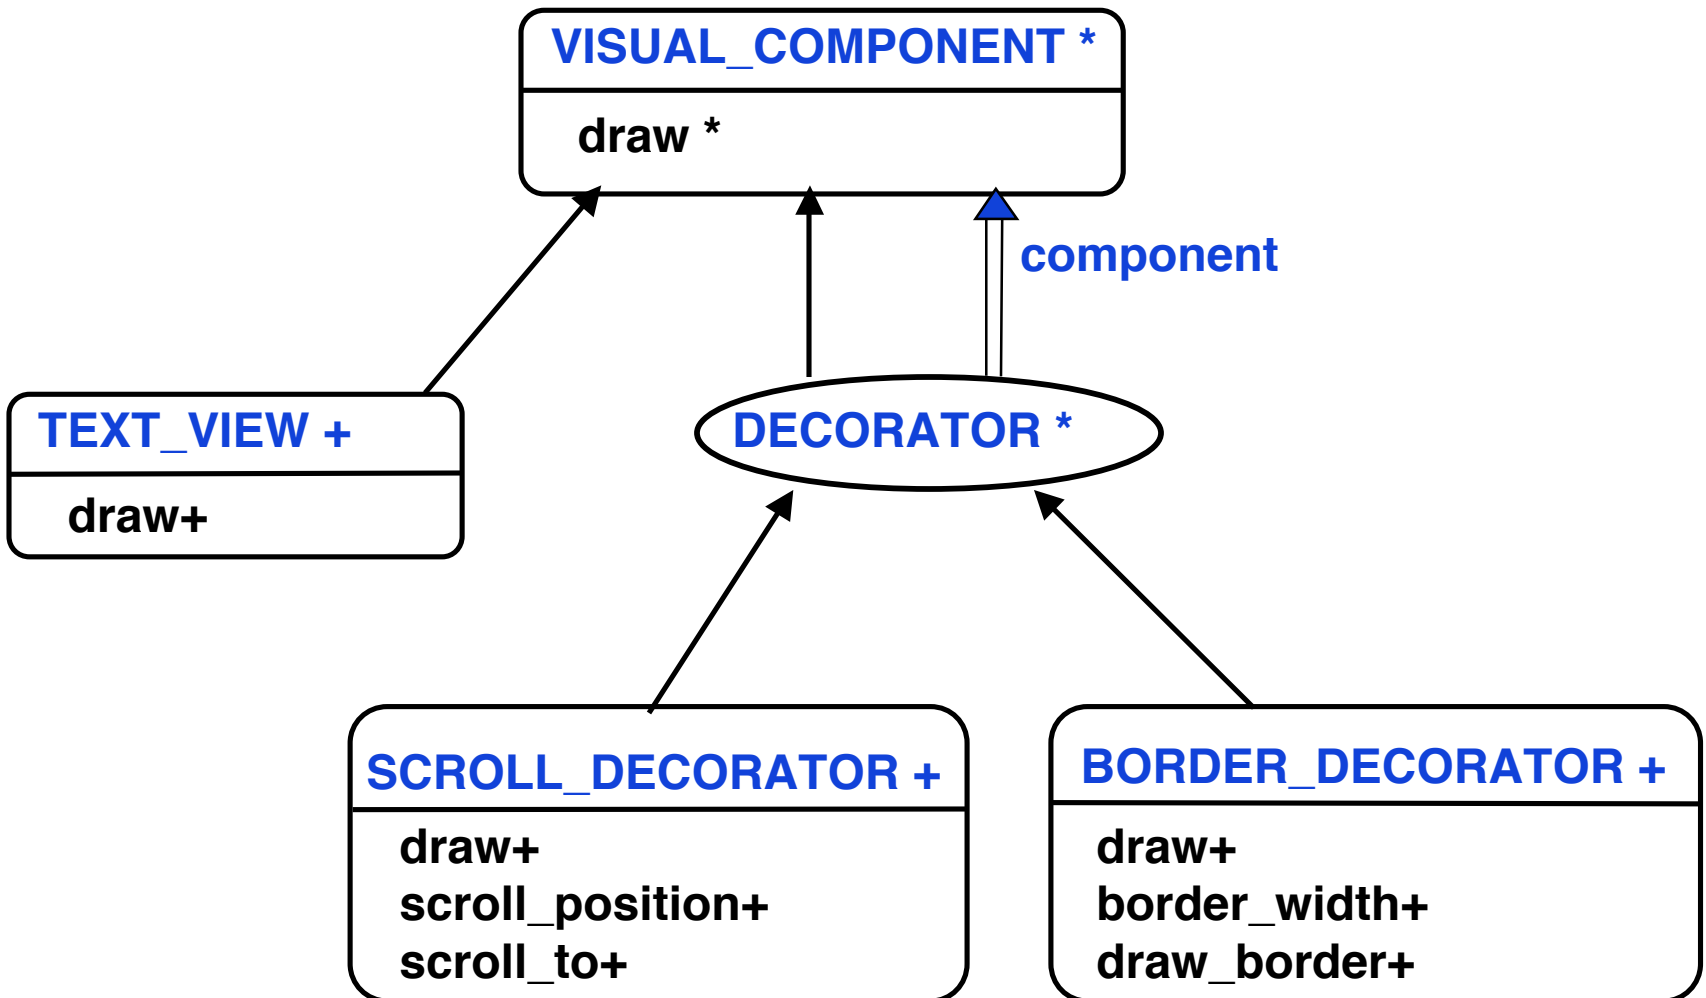 VISUAL_COMPONENT *
draw *
component
TEXT_VIEW +
draw+
DECORATOR *
SCROLL_DECORATOR +
draw+
scroll_position+
scroll_to+
BORDER_DECORATOR +
draw+
border_width+
draw_border+